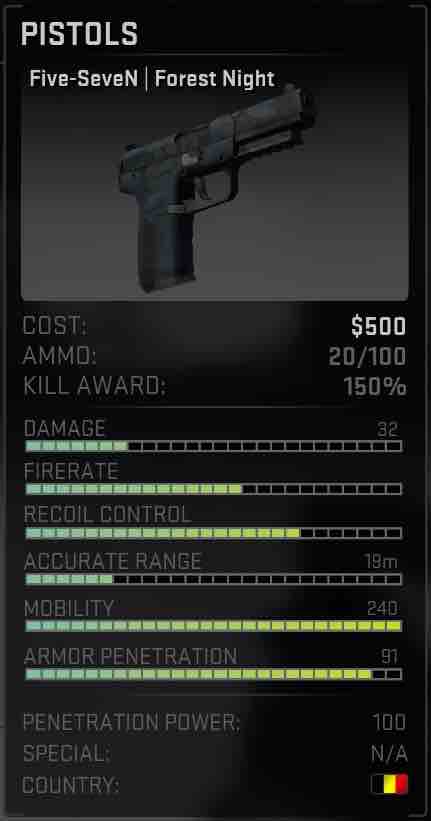 PISTOLS
Five-SeveN | Forest Night
COST: $500
AMMO: 20/100
KILL AWARD: 150%
DAMAGE 32
FIRERATE
RECOIL CONTROL
ACCURATE RANGE 19m
MOBILITY 240
ARMOR PENETRATION 91
PENETRATION POWER: 100
SPECIAL: N/A
COUNTRY: